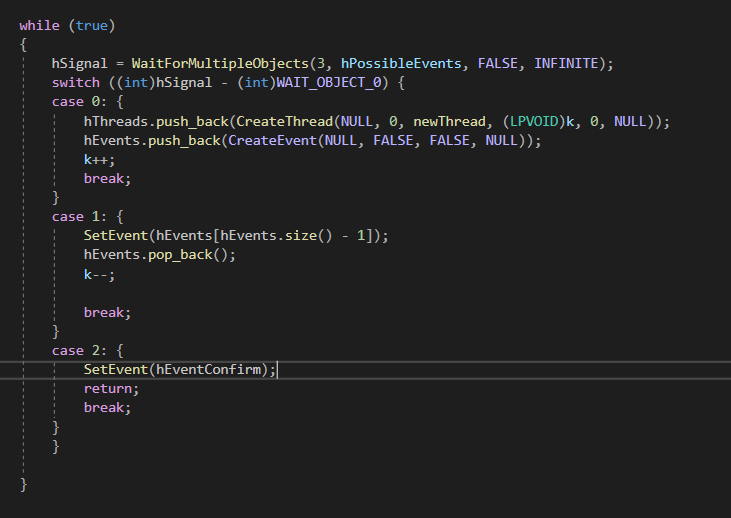 while (true)
{
hSignal = WaitForMultipleObjects(3, hPossibleEvents, FALSE, INFINITE);
switch ((int)hSignal - (int)WAIT_OBJECT_0) {
case 0: {
hThreads.push_back(CreateThread(NULL, 0, newThread, (LPVOID)k, 0, NULL));
hEvents.push_back(CreateEvent(NULL, FALSE, FALSE, NULL));
k++;
break;
}
case 1: {
SetEvent(hEvents[hEvents.size() - 1]);
hEvents.pop_back();
k--;
break;
}
case 2: {
SetEvent(hEventConfirm);
return;
break;
}
}
}